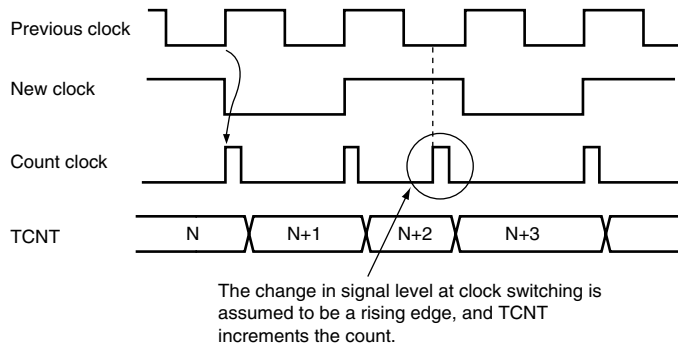 Previous clock
New clock
Count clock
TCNT
N
N+1
N+2
N+3
The change in signal level at clock switching is
assumed to be a rising edge, and TCNT
increments the count.